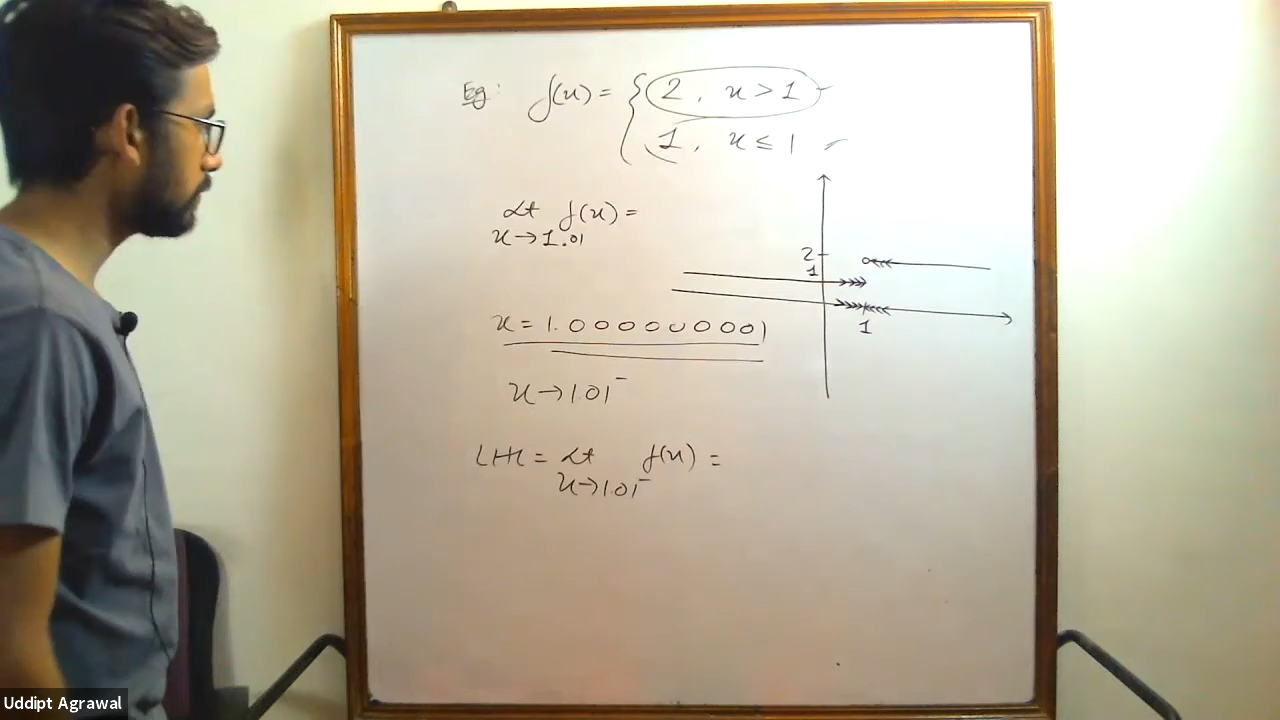 Eg: f(x) = { 2, x > 1
1, x ≤ 1
Lt f(x) =
x→1.01
2
1
1
x = 1.000000001
x→1.01⁻
LHL = Lt f(x) =
x→1.01⁻
Uddipt Agrawal